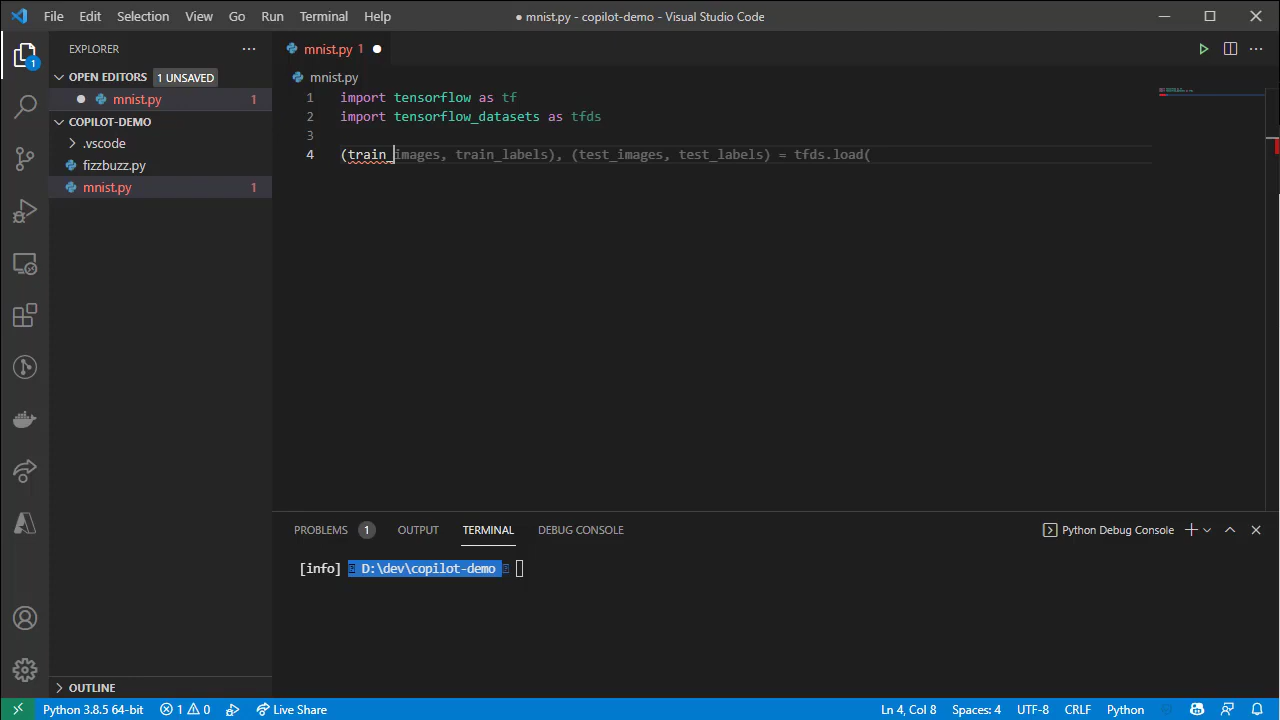 File Edit Selection View Go Run Terminal Help
● mnist.py - copilot-demo - Visual Studio Code
1
EXPLORER
OPEN EDITORS 1 UNSAVED
mnist.py 1
COPILOT-DEMO
.vscode
fizzbuzz.py
mnist.py 1
OUTLINE
mnist.py 1
mnist.py
1 import tensorflow as tf
2 import tensorflow_datasets as tfds
3
4 (train_images, train_labels), (test_images, test_labels) = tfds.load(
PROBLEMS 1 OUTPUT TERMINAL DEBUG CONSOLE
Python Debug Console
[info] D:\dev\copilot-demo
Python 3.8.5 64-bit 1 0 Live Share
Ln 4, Col 8 Spaces: 4 UTF-8 CRLF Python